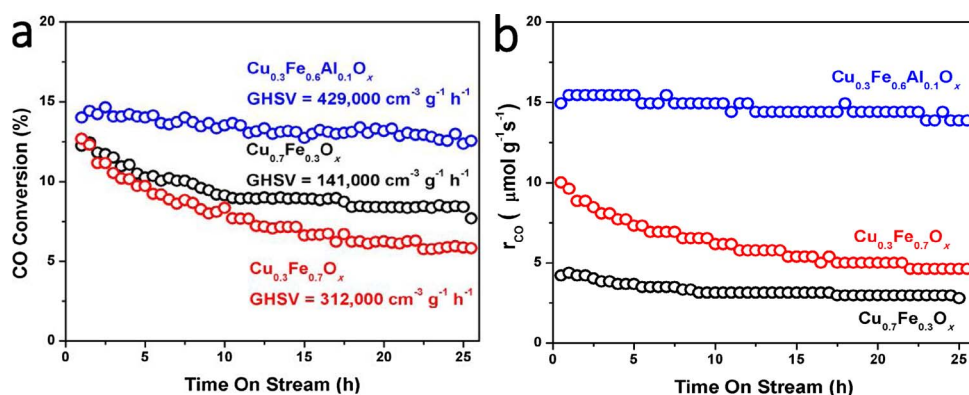 a
20
15
10
5
0
CO Conversion (%)
Cu0.3Fe0.6Al0.1Ox
GHSV = 429,000 cm-3 g-1 h-1
Cu0.7Fe0.3Ox
GHSV = 141,000 cm-3 g-1 h-1
Cu0.3Fe0.7Ox
GHSV = 312,000 cm-3 g-1 h-1
0 5 10 15 20 25
Time On Stream (h)
b
20
15
10
5
0
rCO ( μmol g-1 s-1)
Cu0.3Fe0.6Al0.1Ox
Cu0.3Fe0.7Ox
Cu0.7Fe0.3Ox
0 5 10 15 20 25
Time On Stream (h)